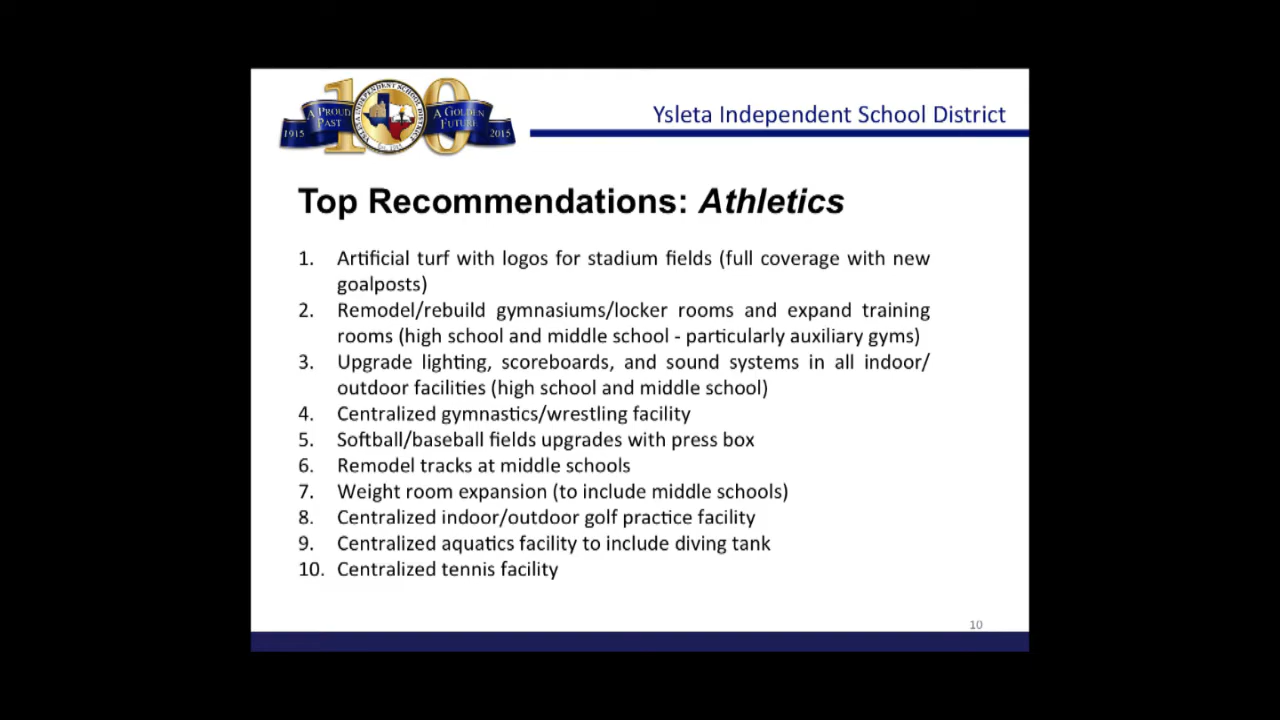 100
A PROUD PAST
1915
YSLETA INDEPENDENT SCHOOL DISTRICT
A GOLDEN FUTURE
2015
Ysleta Independent School District
Top Recommendations: Athletics
1. Artificial turf with logos for stadium fields (full coverage with new
goalposts)
2. Remodel/rebuild gymnasiums/locker rooms and expand training
rooms (high school and middle school - particularly auxiliary gyms)
3. Upgrade lighting, scoreboards, and sound systems in all indoor/
outdoor facilities (high school and middle school)
4. Centralized gymnastics/wrestling facility
5. Softball/baseball fields upgrades with press box
6. Remodel tracks at middle schools
7. Weight room expansion (to include middle schools)
8. Centralized indoor/outdoor golf practice facility
9. Centralized aquatics facility to include diving tank
10. Centralized tennis facility
10